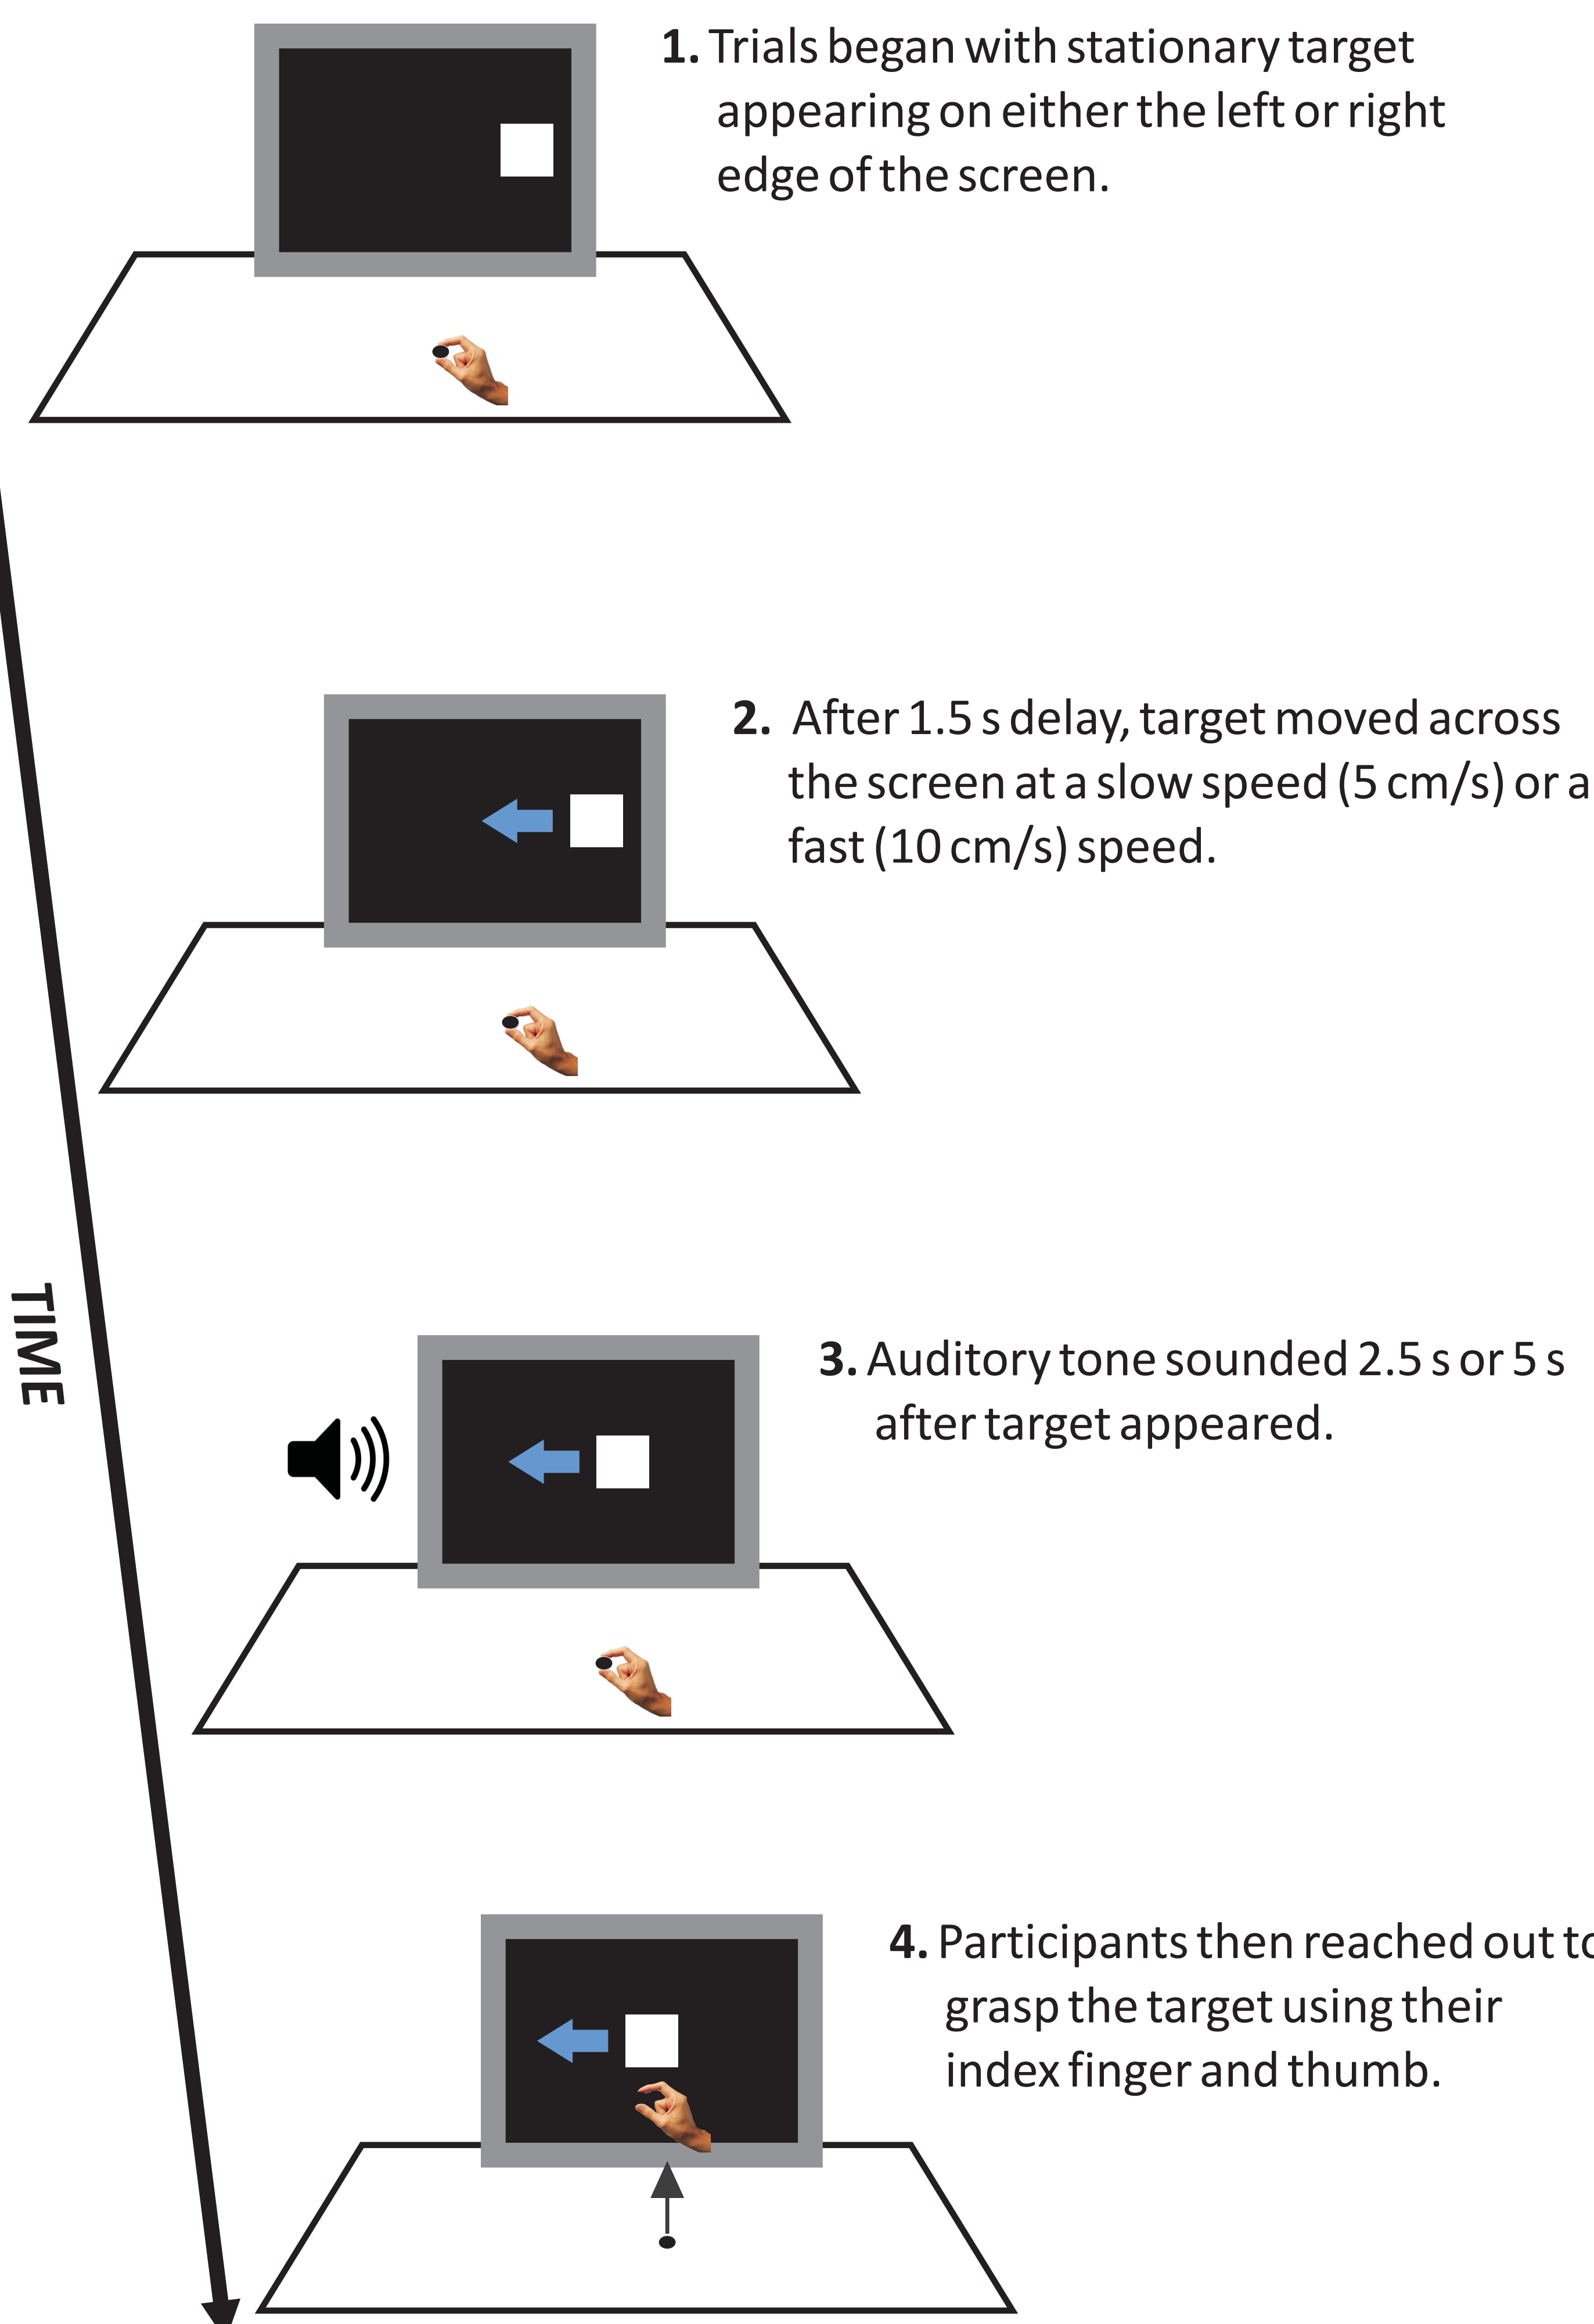 1. Trials began with stationary target
appearing on either the left or right
edge of the screen.
2. After 1.5 s delay, target moved across
the screen at a slow speed (5 cm/s) or a
fast (10 cm/s) speed.
TIME
3. Auditory tone sounded 2.5 s or 5 s
after target appeared.
4. Participants then reached out to
grasp the target using their
index finger and thumb.